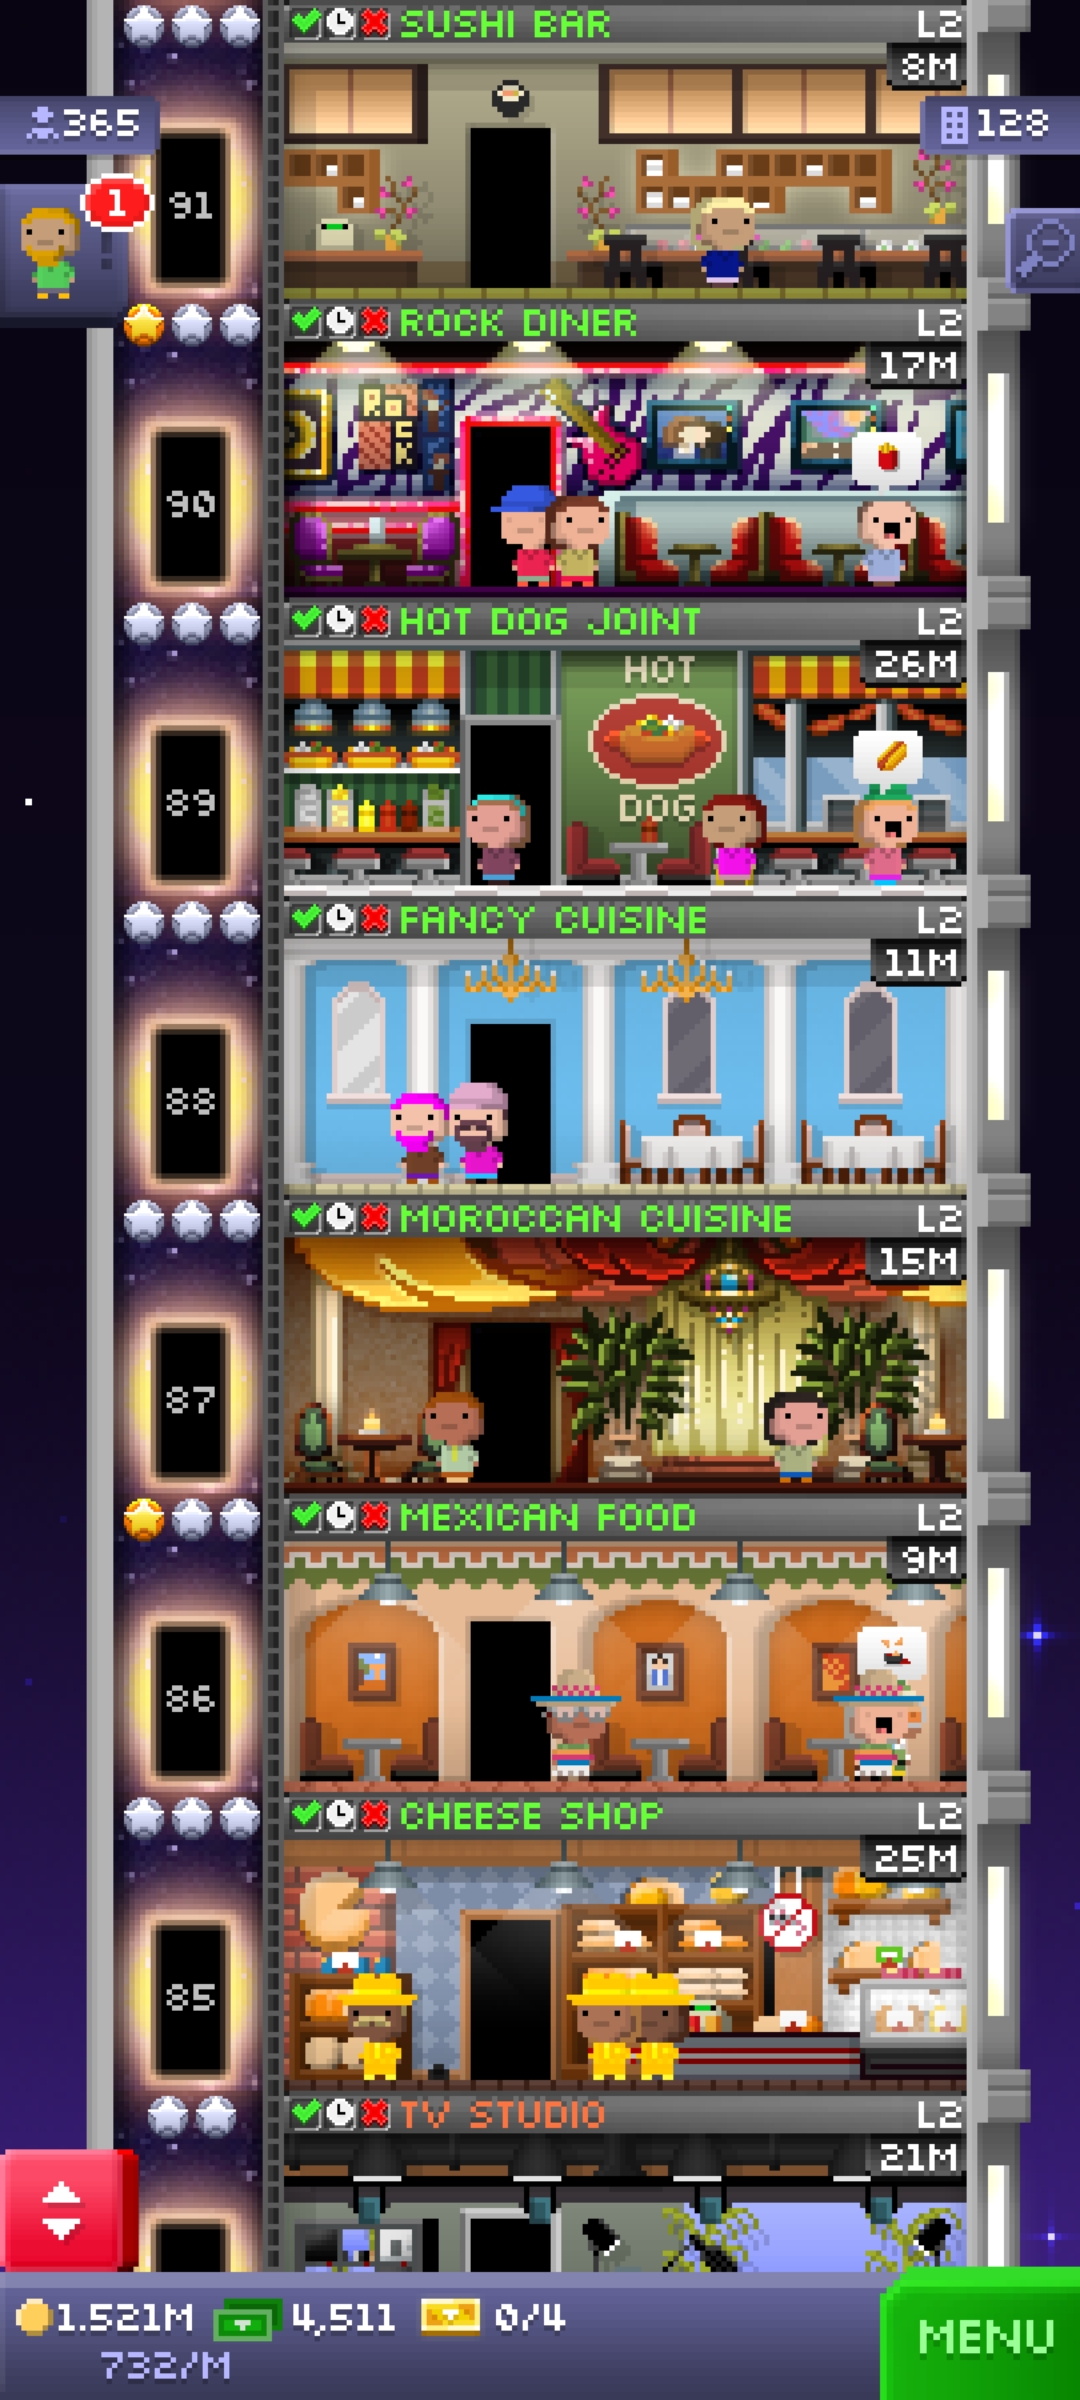 SUSHI BAR L2
8M
365
128
1
91
ROCK DINER L2
17M
ROCK
90
HOT DOG JOINT L2
26M
HOT
DOG
89
FANCY CUISINE L2
11M
88
MOROCCAN CUISINE L2
15M
87
MEXICAN FOOD L2
9M
86
CHEESE SHOP L2
25M
85
TV STUDIO L2
21M
1.521M 4,511 0/4
732/M
MENU